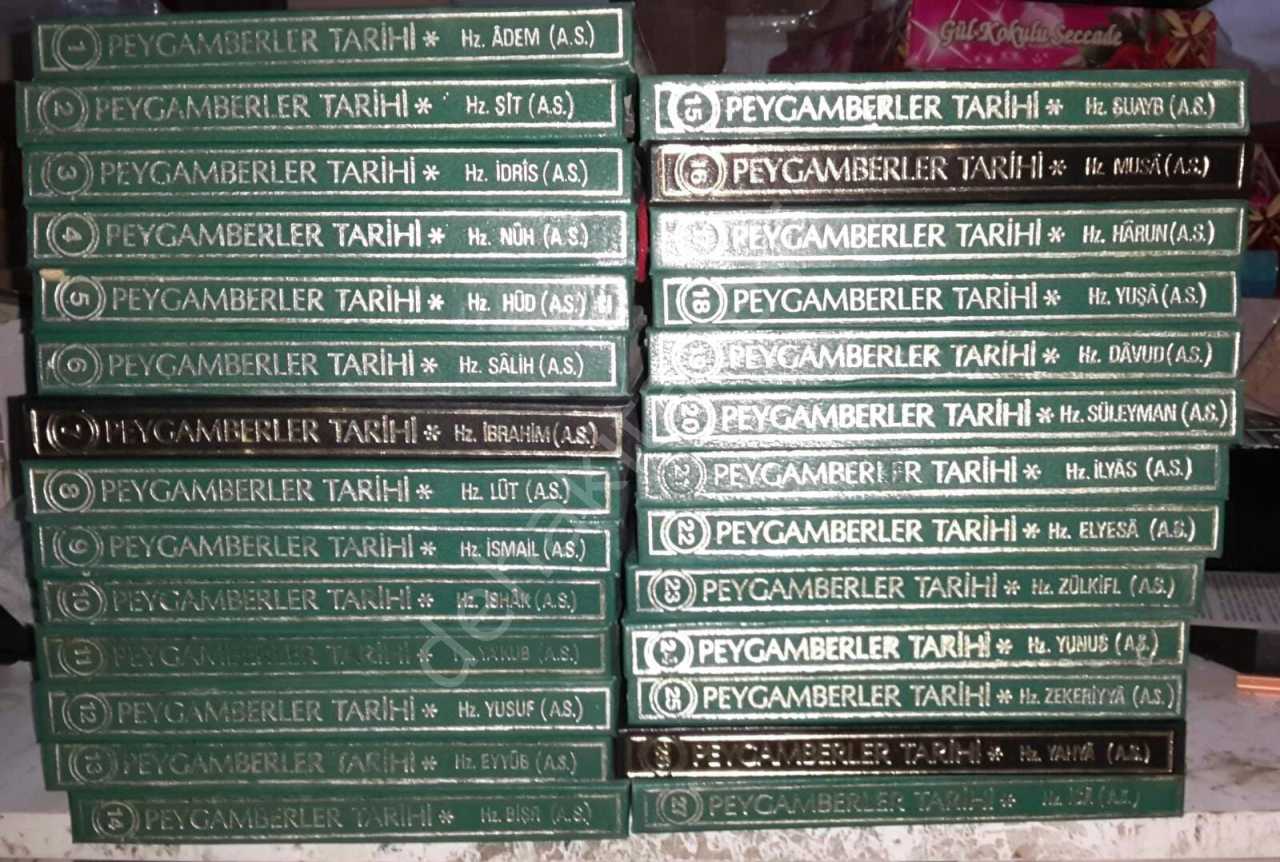 1 PEYGAMBERLER TARİHİ * Hz. ÂDEM (A.S.)
2 PEYGAMBERLER TARİHİ * Hz. ŞİT (A.S.)
3 PEYGAMBERLER TARİHİ * Hz. İDRİS (A.S.)
4 PEYGAMBERLER TARİHİ * Hz. NÛH (A.S.)
5 PEYGAMBERLER TARİHİ * Hz. HÛD (A.S.)
6 PEYGAMBERLER TARİHİ * Hz. SÂLİH (A.S.)
7 PEYGAMBERLER TARİHİ * Hz. İBRAHİM (A.S.)
8 PEYGAMBERLER TARİHİ * Hz. LÛT (A.S.)
9 PEYGAMBERLER TARİHİ * Hz. İSMAİL (A.S.)
10 PEYGAMBERLER TARİHİ * Hz. İSHÂK (A.S.)
11 PEYGAMBERLER TARİHİ * Hz. YAKUB (A.S.)
12 PEYGAMBERLER TARİHİ * Hz. YUSUF (A.S.)
13 PEYGAMBERLER TARİHİ * Hz. EYYÛB (A.S.)
14 PEYGAMBERLER TARİHİ * Hz. BİŞR (A.S.)
Gül Kokulu Seccade
15 PEYGAMBERLER TARİHİ * Hz. ŞUAYB (A.S.)
16 PEYGAMBERLER TARİHİ * Hz. MUSÂ (A.S.)
PEYGAMBERLER TARİHİ * Hz. HÂRUN (A.S.)
18 PEYGAMBERLER TARİHİ * Hz. YUŞÂ (A.S.)
19 PEYGAMBERLER TARİHİ * Hz. DÂVUD (A.S.)
20 PEYGAMBERLER TARİHİ * Hz. SÜLEYMAN (A.S.)
21 PEYGAMBERLER TARİHİ * Hz. İLYÂS (A.S.)
22 PEYGAMBERLER TARİHİ * Hz. ELYESÂ (A.S.)
23 PEYGAMBERLER TARİHİ * Hz. ZÜLKİFL (A.S.)
24 PEYGAMBERLER TARİHİ * Hz. YUNUS (A.S.)
25 PEYGAMBERLER TARİHİ * Hz. ZEKERİYYÂ (A.S.)
26 PEYGAMBERLER TARİHİ * Hz. YAHYÂ (A.S.)
27 PEYGAMBERLER TARİHİ * Hz. İSÂ (A.S.)